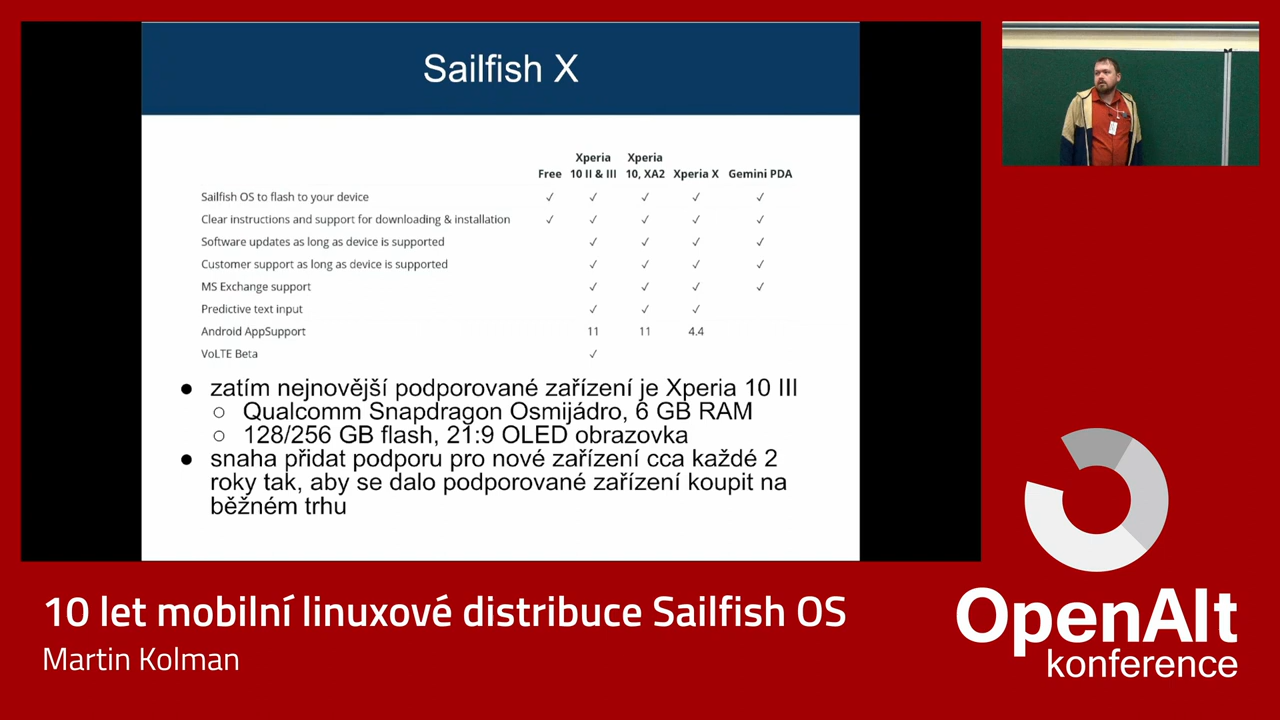 Sailfish X
Xperia Xperia
Free 10 II & III 10, XA2 Xperia X Gemini PDA
Sailfish OS to flash to your device ✓ ✓ ✓ ✓ ✓
Clear instructions and support for downloading & installation ✓ ✓ ✓ ✓ ✓
Software updates as long as device is supported ✓ ✓ ✓ ✓
Customer support as long as device is supported ✓ ✓ ✓ ✓
MS Exchange support ✓ ✓ ✓ ✓
Predictive text input ✓ ✓ ✓
Android AppSupport 11 11 4.4
VoLTE Beta ✓
● zatím nejnovější podporované zařízení je Xperia 10 III
○ Qualcomm Snapdragon Osmijádro, 6 GB RAM
○ 128/256 GB flash, 21:9 OLED obrazovka
● snaha přidat podporu pro nové zařízení cca každé 2
roky tak, aby se dalo podporované zařízení koupit na
běžném trhu
10 let mobilní linuxové distribuce Sailfish OS
Martin Kolman
OpenAlt
konference